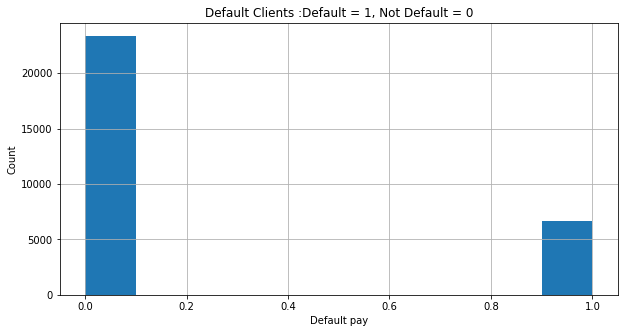 Default Clients :Default = 1, Not Default = 0
20000
15000
10000
5000
0
Count
0.0 0.2 0.4 0.6 0.8 1.0
Default pay